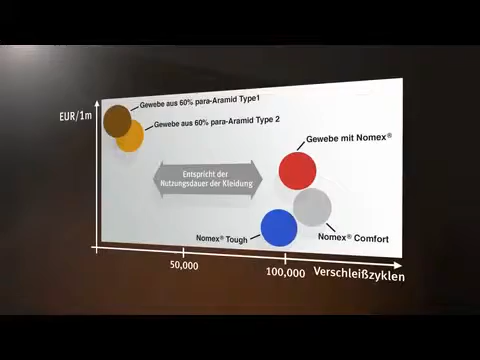 EUR/1m
Gewebe aus 60% para-Aramid Type1
Gewebe aus 60% para-Aramid Type 2
Gewebe mit Nomex®
Entspricht der
Nutzungsdauer der Kleidung
Nomex® Tough
Nomex® Comfort
50,000
100,000
Verschleißzyklen